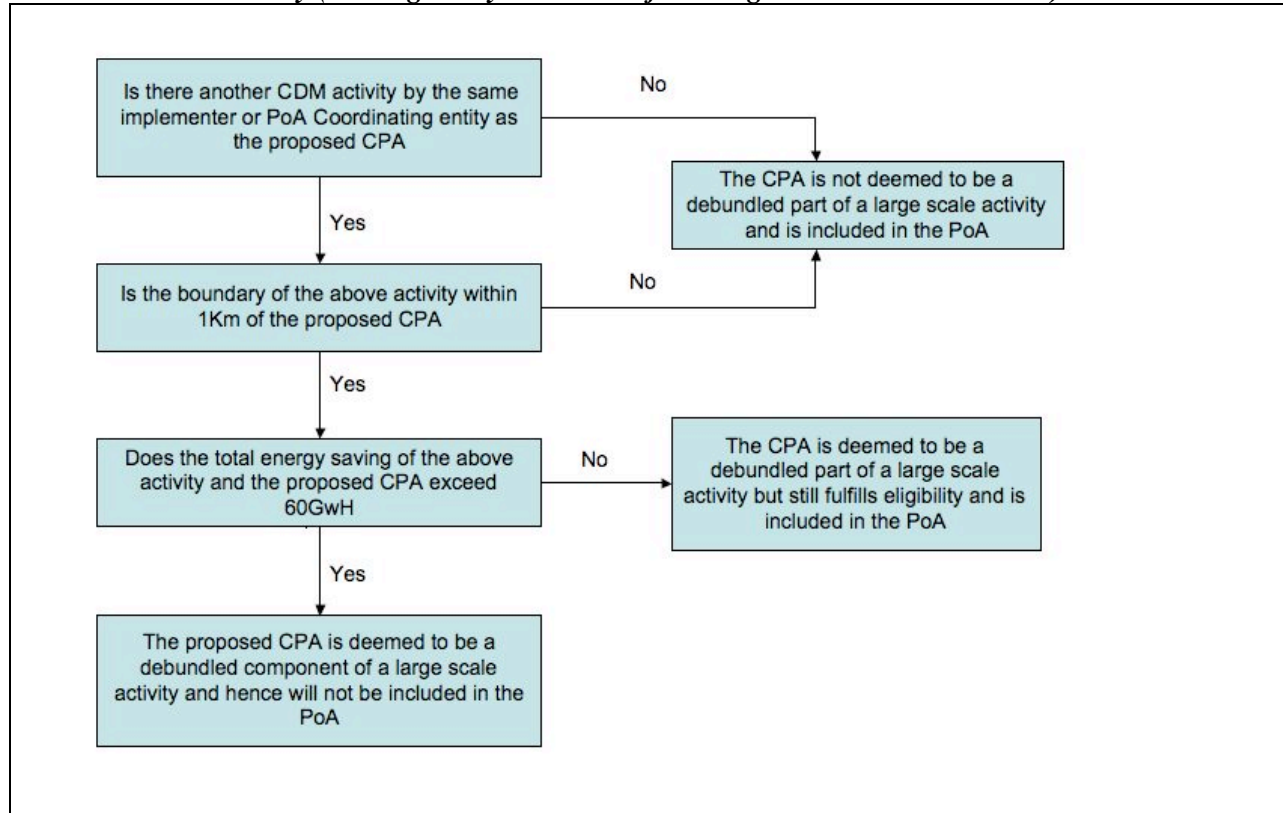 Is there another CDM activity by the same
implementer or PoA Coordinating entity as
the proposed CPA
No
The CPA is not deemed to be a
debundled part of a large scale activity
and is included in the PoA
Yes
Is the boundary of the above activity within
1Km of the proposed CPA
No
Yes
Does the total energy saving of the above
activity and the proposed CPA exceed
60GwH
No
The CPA is deemed to be a
debundled part of a large scale
activity but still fulfills eligibility and is
included in the PoA
Yes
The proposed CPA is deemed to be a
debundled component of a large scale
activity and hence will not be included in the
PoA